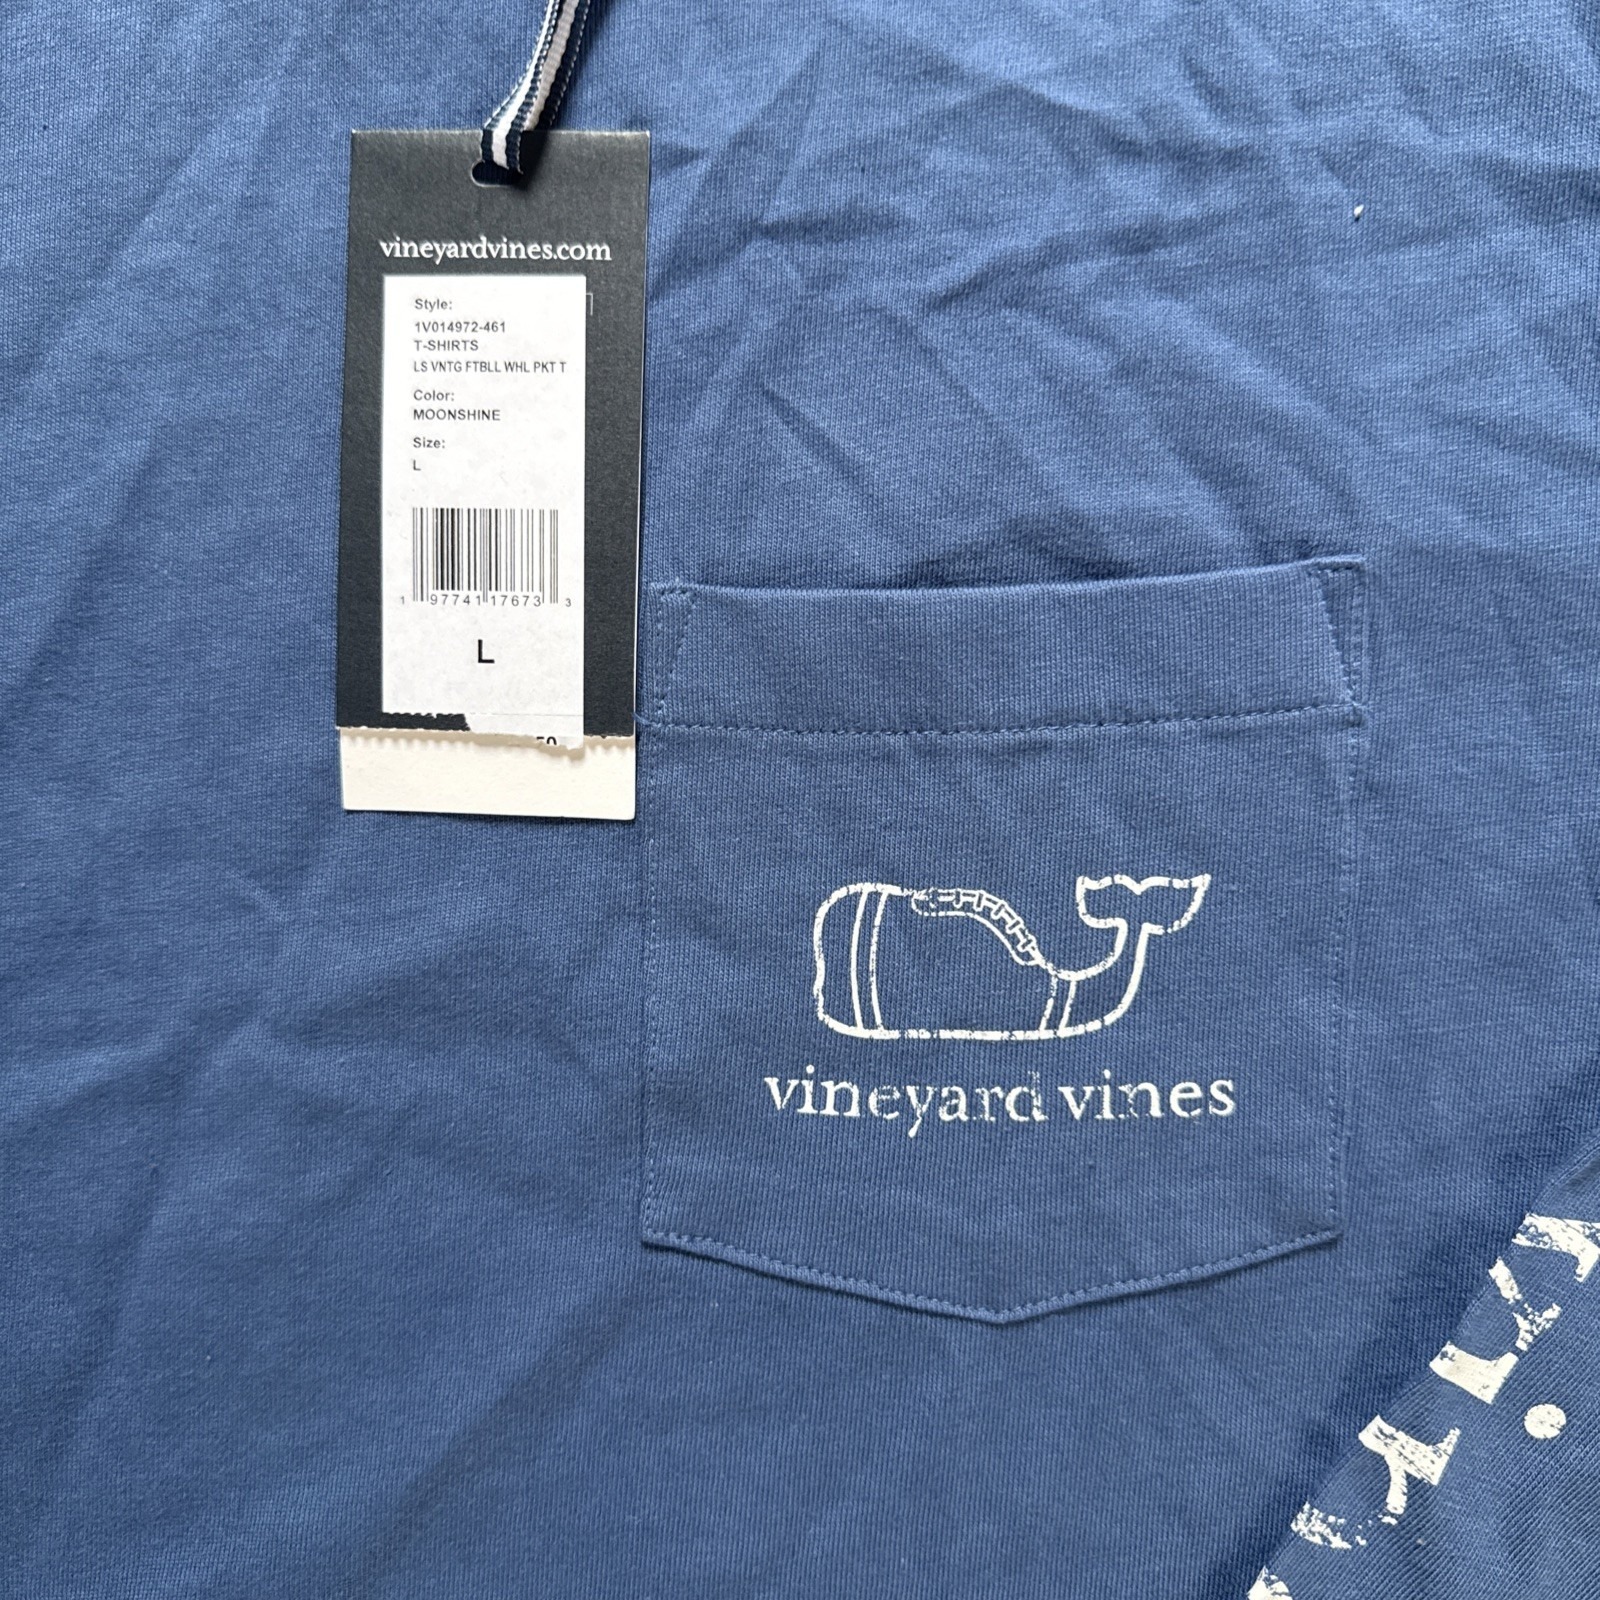 vineyardvines.com
Style:
1V014972-461
T-SHIRTS
LS VNTG FTBLL WHL PKT T
Color:
MOONSHINE
Size:
L
1 97741 17673 3
L
vineyard vines